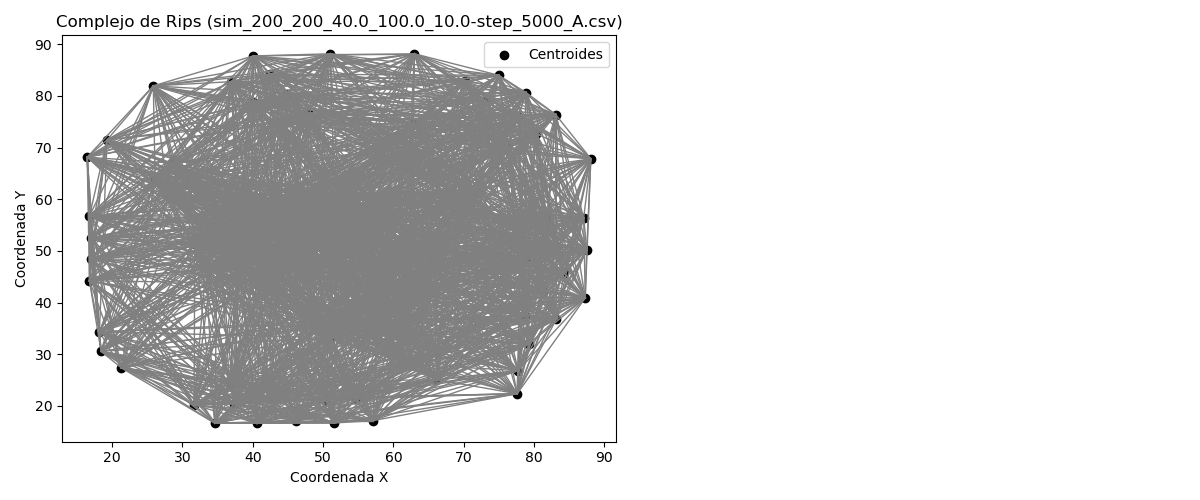 Complejo de Rips (sim_200_200_40.0_100.0_10.0-step_5000_A.csv)
Centroides
90
80
70
60
50
40
30
20
Coordenada Y
20 30 40 50 60 70 80 90
Coordenada X